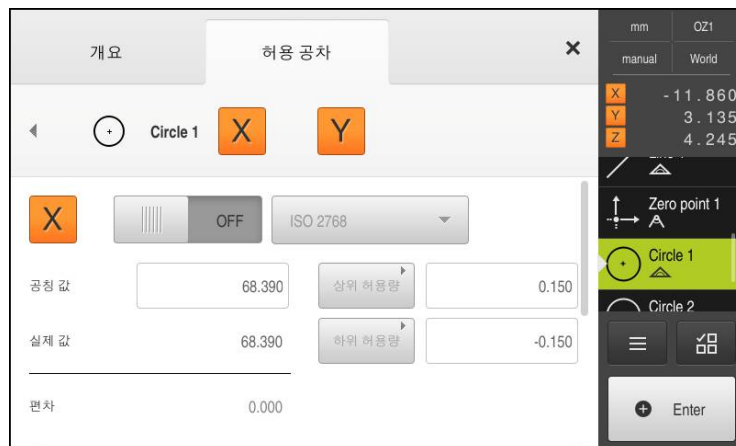 개요 허용 공차
Circle 1 X Y
X OFF ISO 2768
공칭 값 68.390 상위 허용량 0.150
실제 값 68.390 하위 허용량 -0.150
편차 0.000
mm OZ1
manual World
X -11.860
Y 3.135
Z 4.245
Zero point 1
Circle 1
Circle 2
Enter